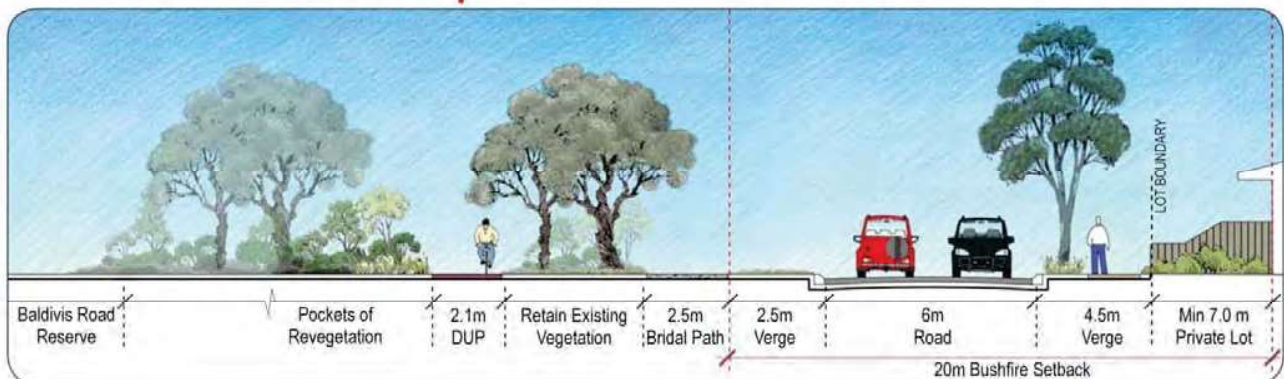 LOT BOUNDARY
Baldivis Road
Reserve
Pockets of
Revegetation
2.1m
DUP
Retain Existing
Vegetation
2.5m
Bridal Path
2.5m
Verge
6m
Road
4.5m
Verge
Min 7.0 m
Private Lot
20m Bushfire Setback